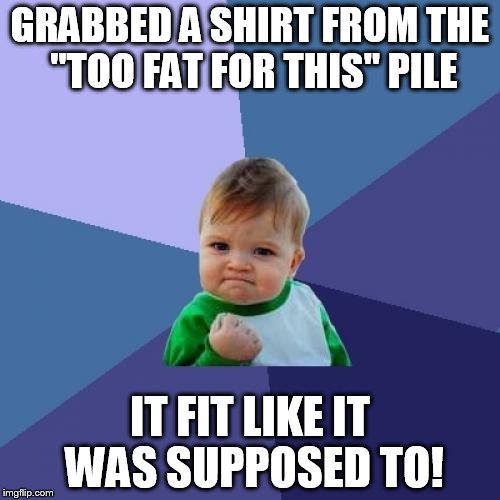 GRABBED A SHIRT FROM THE
"TOO FAT FOR THIS" PILE
IT FIT LIKE IT
WAS SUPPOSED TO!
imgflip.com